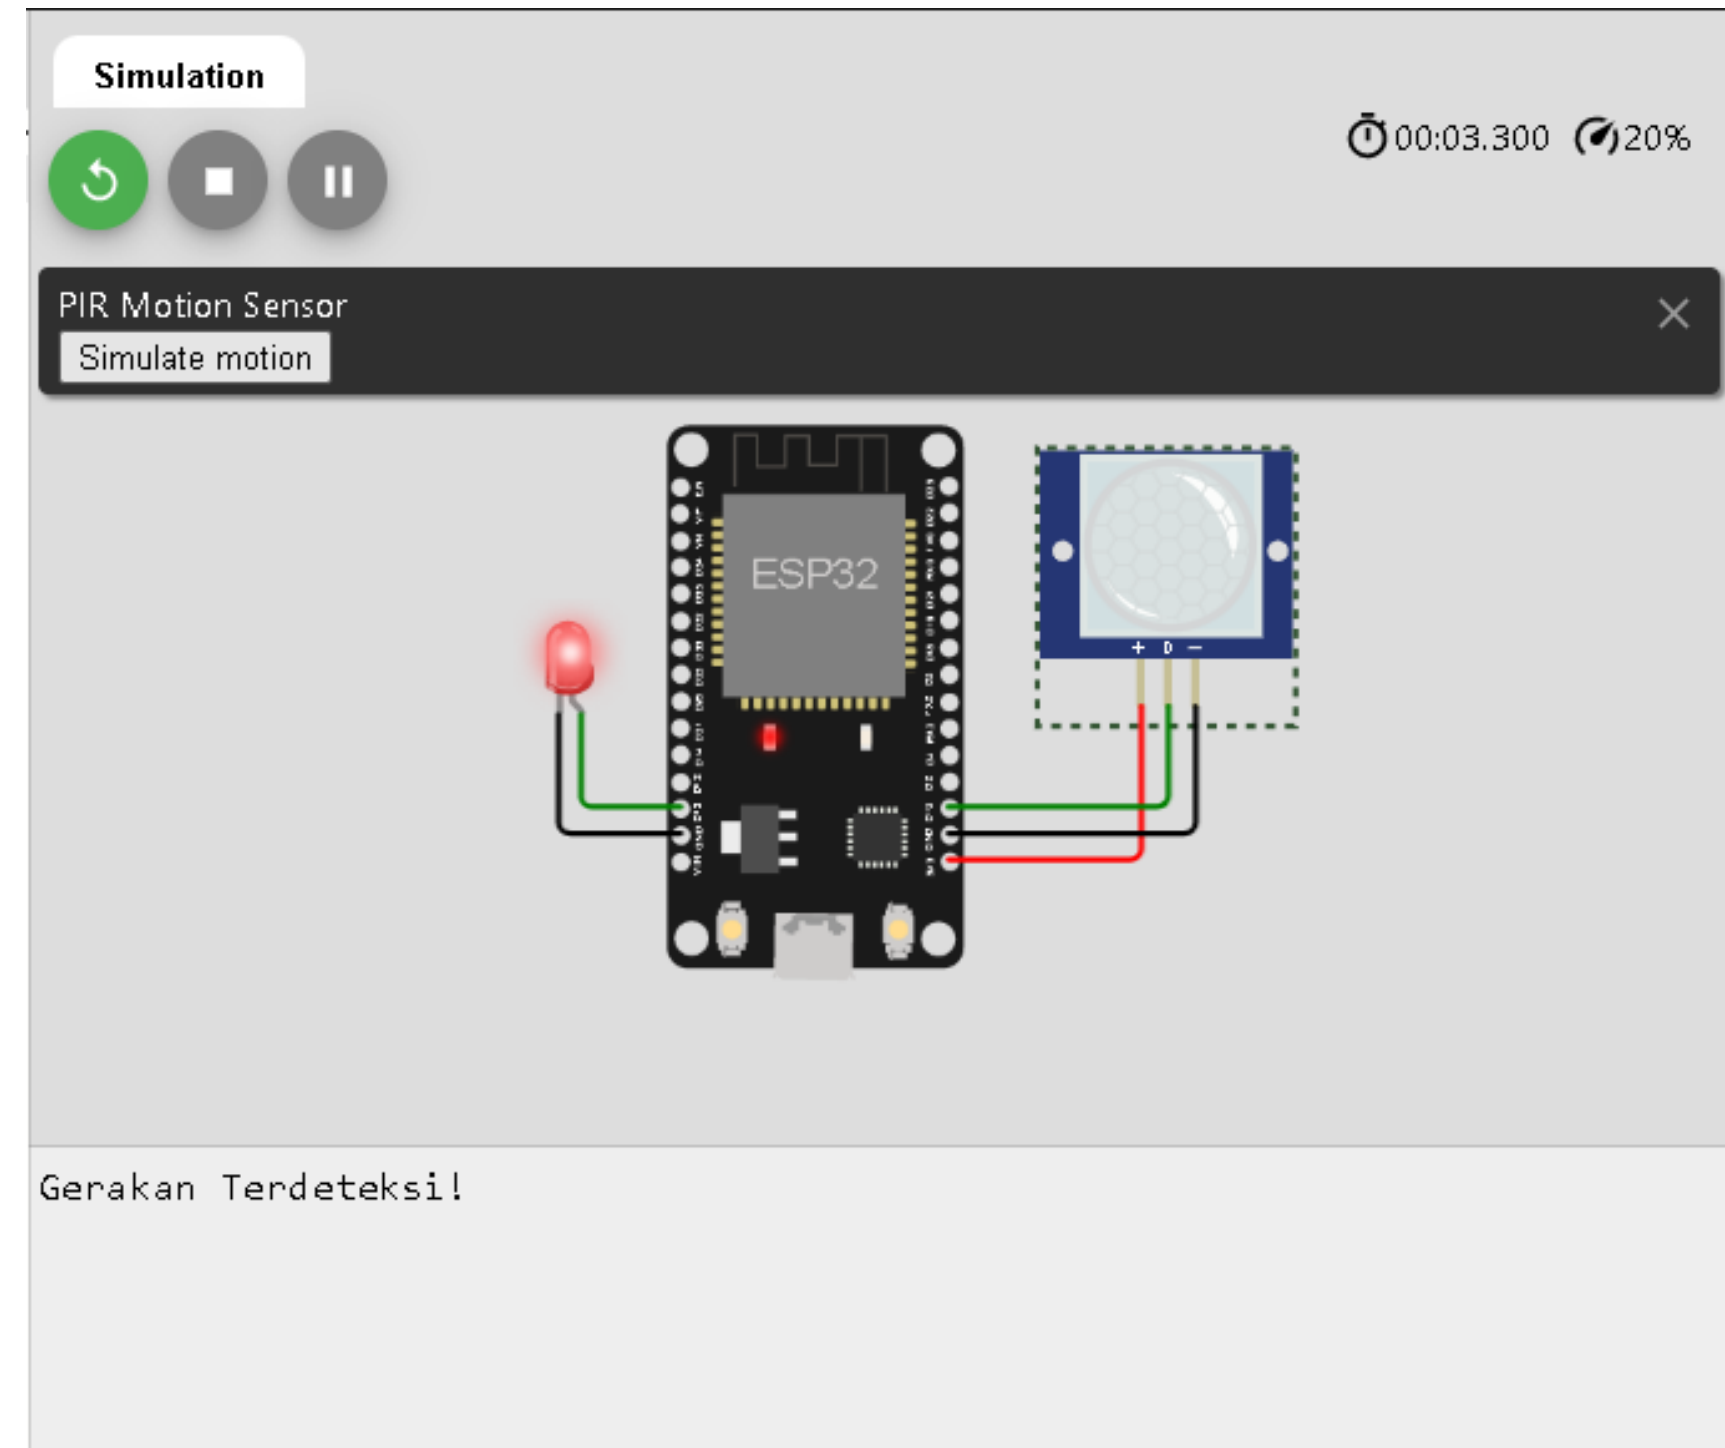 Simulation
00:03.300 20%
PIR Motion Sensor
Simulate motion
ESP32
+ D −
Gerakan Terdeteksi!